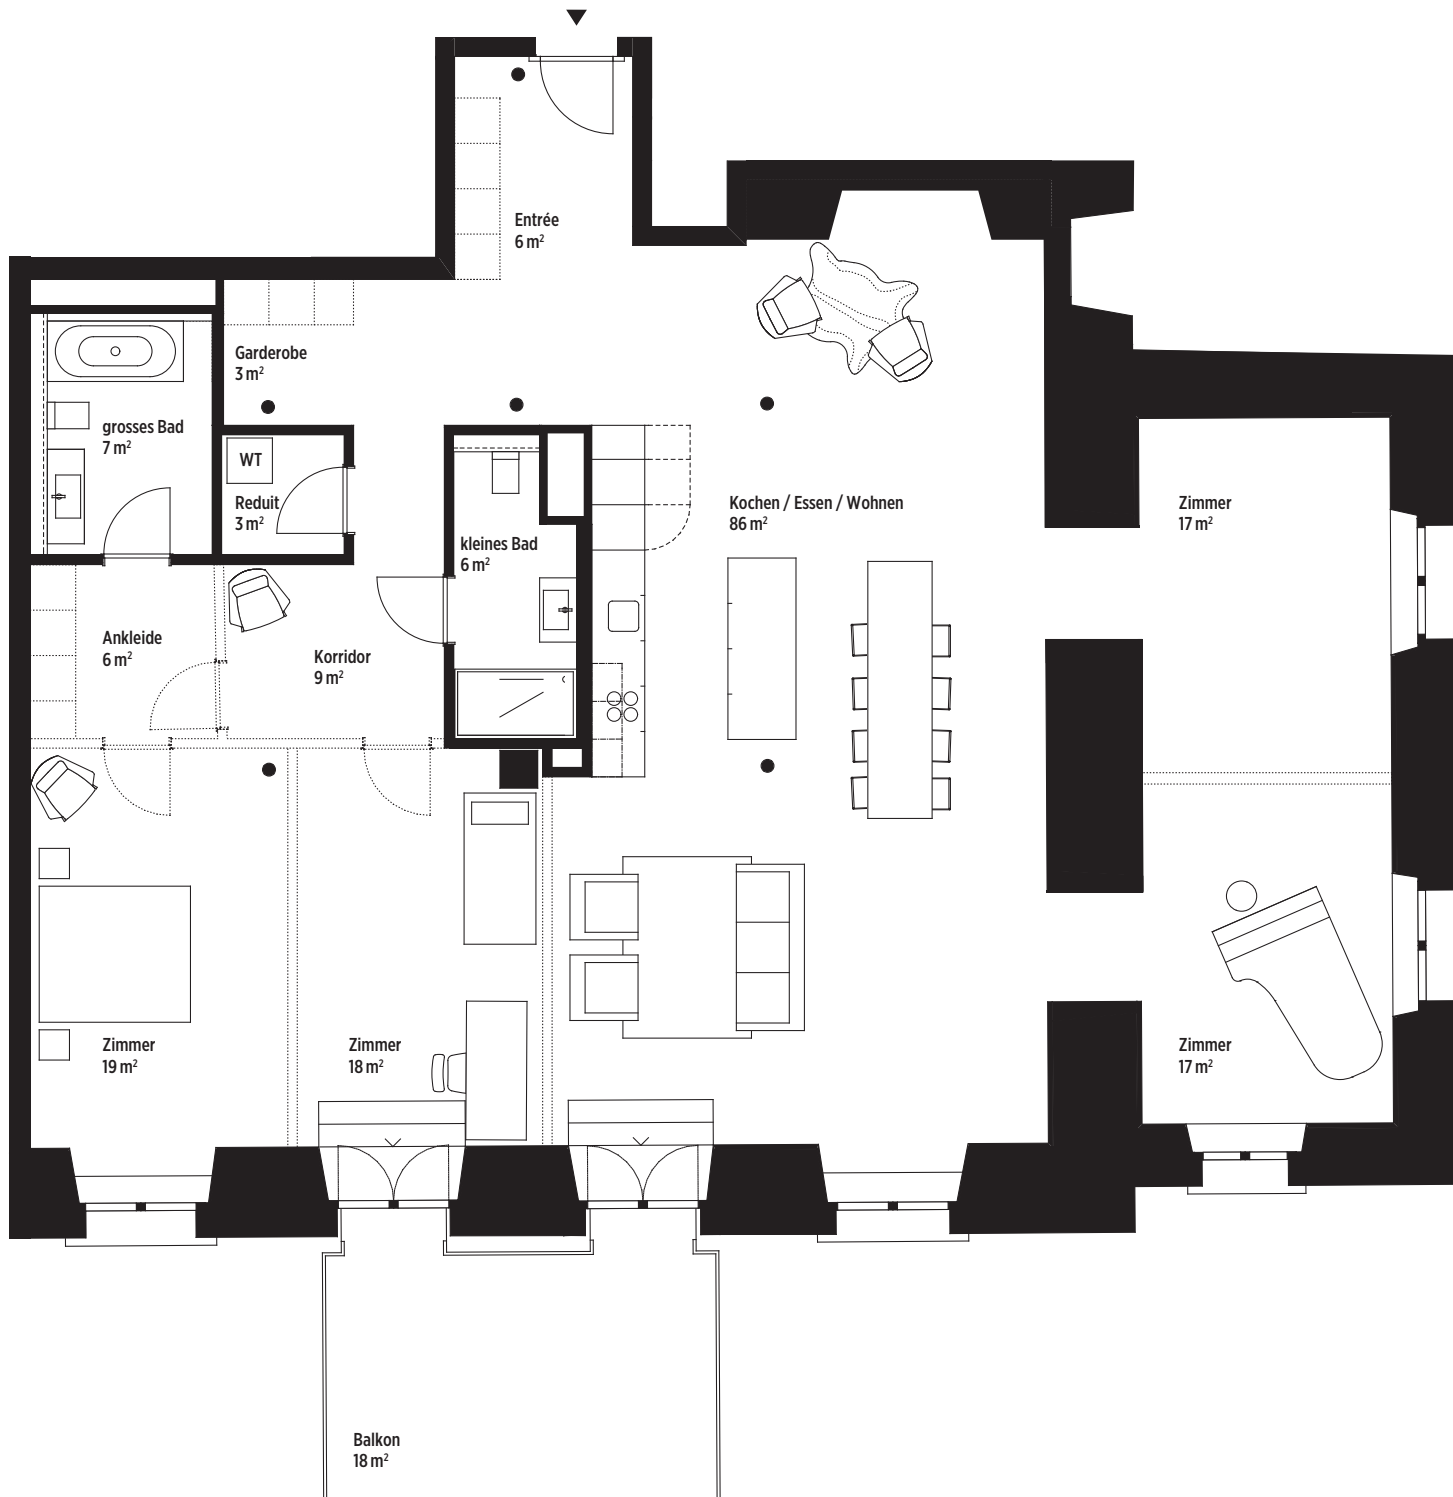 Entrée
6 m²
Garderobe
3 m²
grosses Bad
7 m²
WT
Reduit
3 m²
kleines Bad
6 m²
Kochen / Essen / Wohnen
86 m²
Zimmer
17 m²
Ankleide
6 m²
Korridor
9 m²
Zimmer
19 m²
Zimmer
18 m²
Zimmer
17 m²
Balkon
18 m²